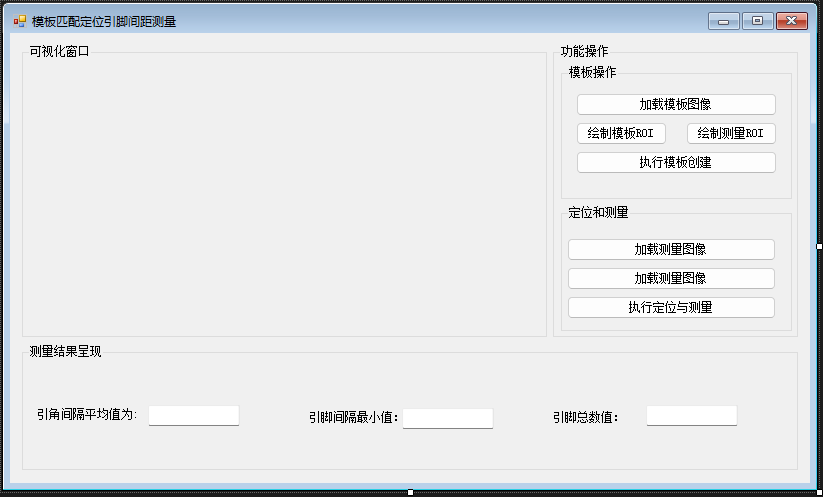 模板匹配定位引脚间距测量
可视化窗口
功能操作
模板操作
加载模板图像
绘制模板ROI
绘制测量ROI
执行模板创建
定位和测量
加载测量图像
加载测量图像
执行定位与测量
测量结果呈现
引角间隔平均值为:
引脚间隔最小值:
引脚总数值: